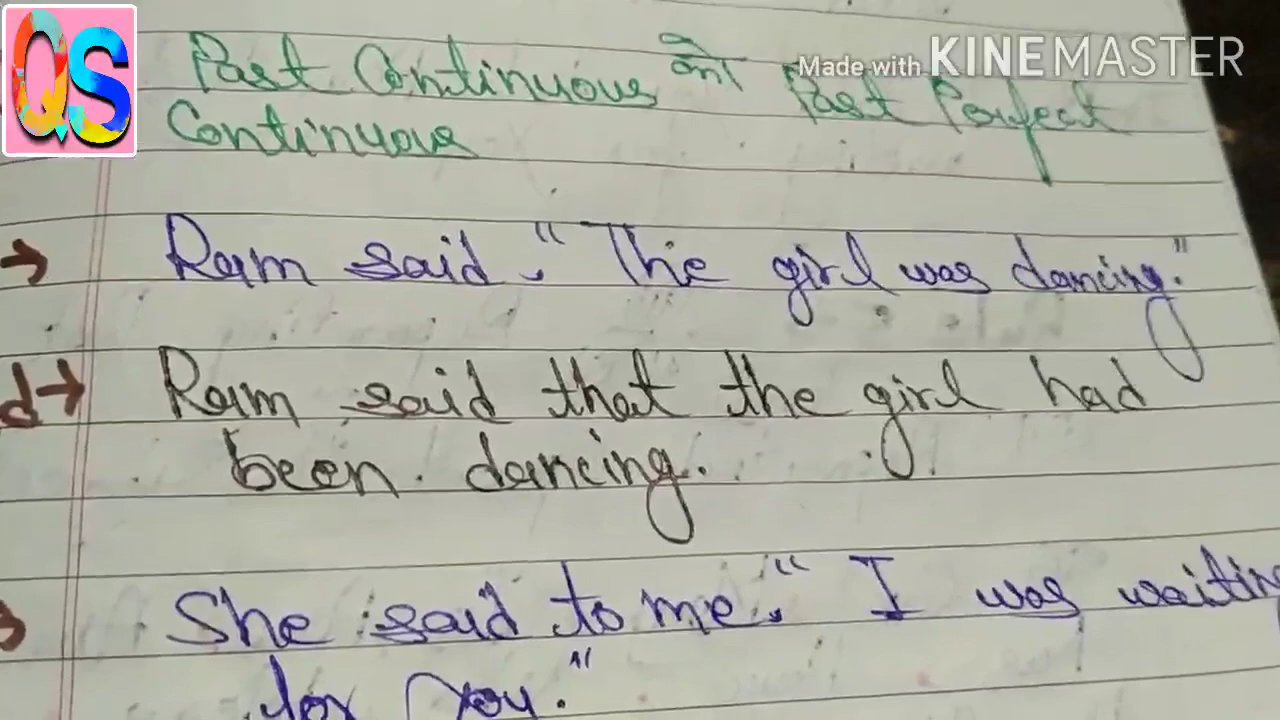 QS
Made with KINEMASTER
Past Continuous को Past Perfect
Continuous
→ Ram said, "The girl was dancing."
d→ Ram said that the girl had
been dancing.
She said to me, "I was waiting
for you."